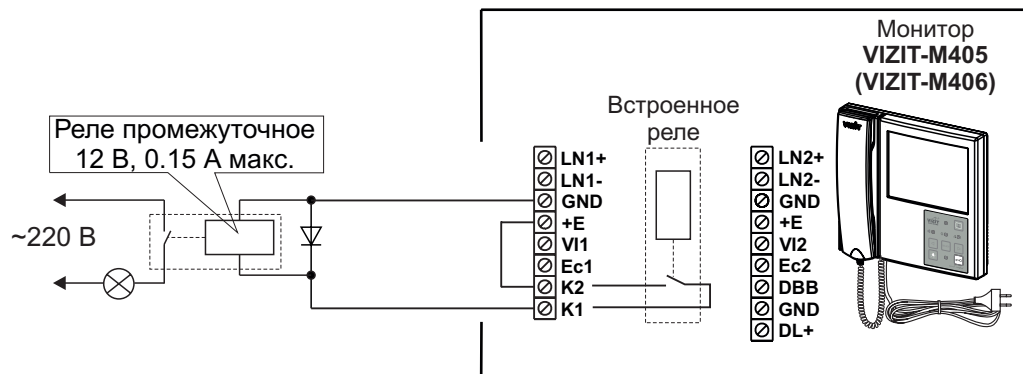 Монитор
VIZIT-M405
(VIZIT-M406)
Встроенное
реле
Реле промежуточное
12 В, 0.15 А макс.
~220 В
LN1+
LN1-
GND
+E
VI1
Ec1
K2
K1
LN2+
LN2-
GND
+E
VI2
Ec2
DBB
GND
DL+